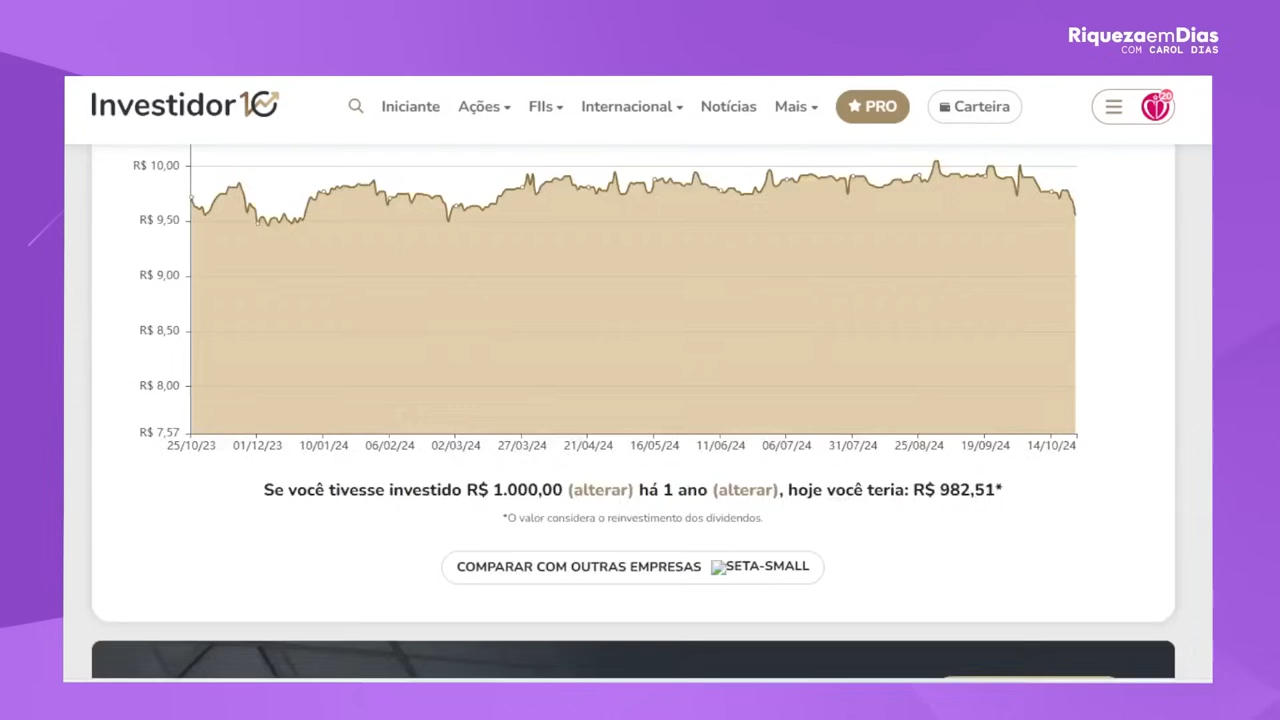 RiquezaemDias
COM CAROL DIAS
Investidor10
Iniciante
Ações
FIIs
Internacional
Notícias
Mais
PRO
Carteira
20
R$ 10,00
R$ 9,50
R$ 9,00
R$ 8,50
R$ 8,00
R$ 7,57
25/10/23 01/12/23 10/01/24 06/02/24 02/03/24 27/03/24 21/04/24 16/05/24 11/06/24 06/07/24 31/07/24 25/08/24 19/09/24 14/10/24
Se você tivesse investido R$ 1.000,00 (alterar) há 1 ano (alterar), hoje você teria: R$ 982,51*
*O valor considera o reinvestimento dos dividendos.
COMPARAR COM OUTRAS EMPRESAS SETA-SMALL